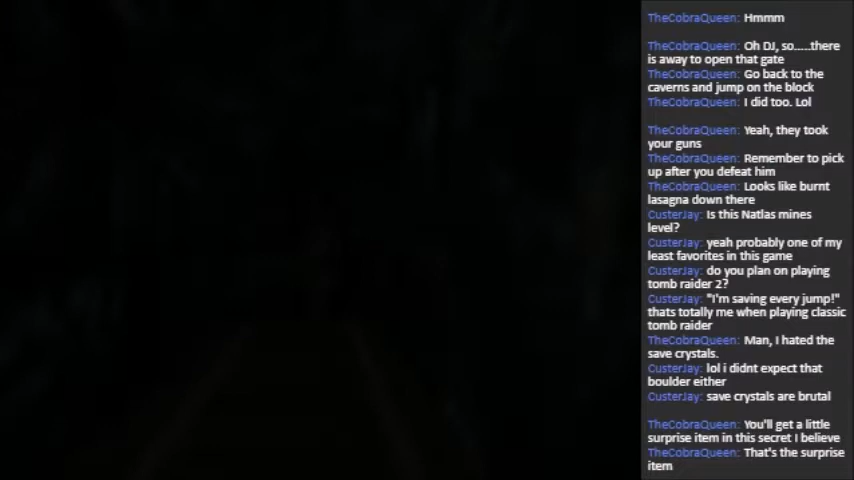 TheCobraQueen: Hmmm
TheCobraQueen: Oh DJ, so.....there
is away to open that gate
TheCobraQueen: Go back to the
caverns and jump on the block
TheCobraQueen: I did too. Lol
TheCobraQueen: Yeah, they took
your guns
TheCobraQueen: Remember to pick
up after you defeat him
TheCobraQueen: Looks like burnt
lasagna down there
CusterJay: Is this Natlas mines
level?
CusterJay: yeah probably one of my
least favorites in this game
CusterJay: do you plan on playing
tomb raider 2?
CusterJay: "I'm saving every jump!"
thats totally me when playing classic
tomb raider
TheCobraQueen: Man, I hated the
save crystals.
CusterJay: lol i didnt expect that
boulder either
CusterJay: save crystals are brutal
TheCobraQueen: You'll get a little
surprise item in this secret I believe
TheCobraQueen: That's the surprise
item